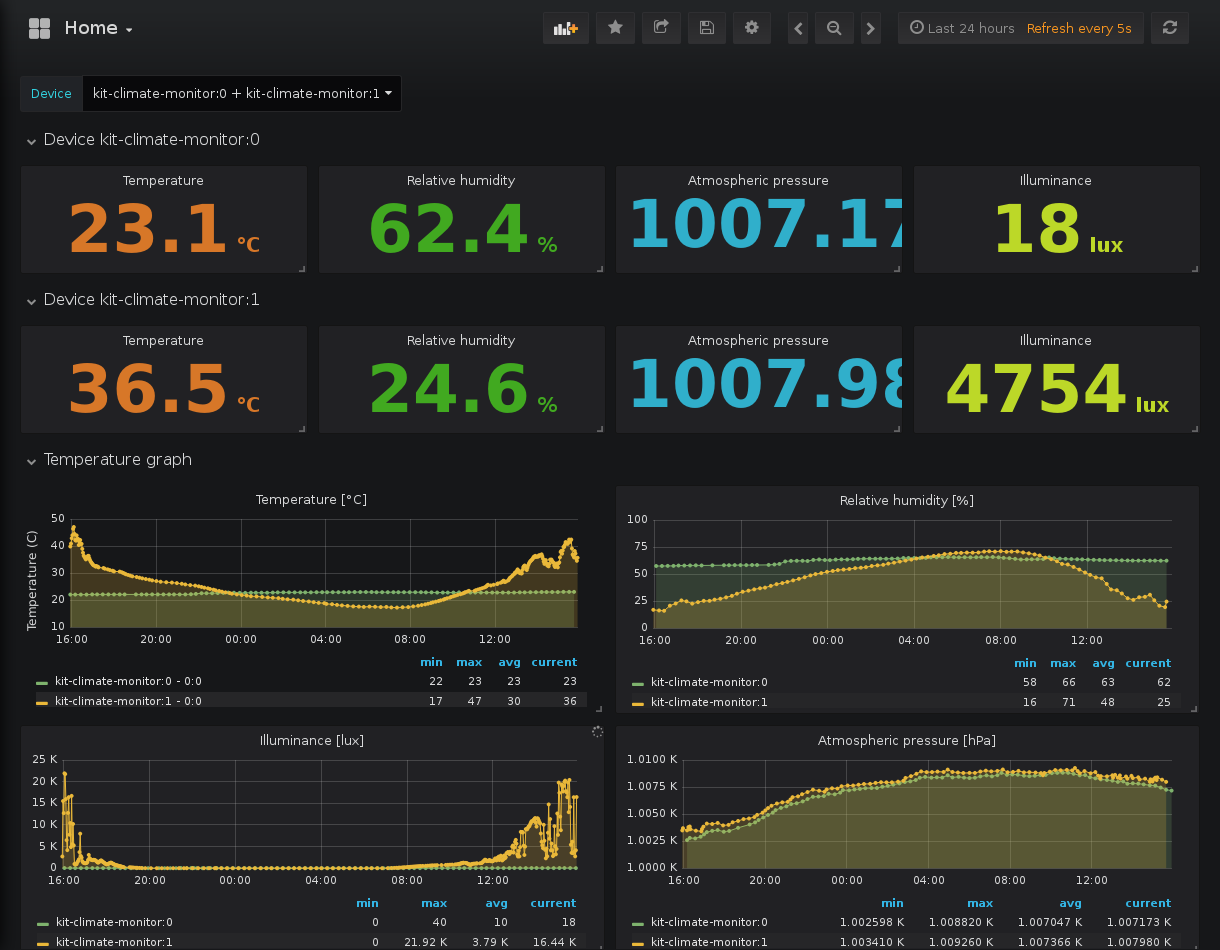 Home
Last 24 hours Refresh every 5s
Device kit-climate-monitor:0 + kit-climate-monitor:1
Device kit-climate-monitor:0
Temperature Relative humidity Atmospheric pressure Illuminance
23.1 °C 62.4 % 1007.17 18 lux
Device kit-climate-monitor:1
Temperature Relative humidity Atmospheric pressure Illuminance
36.5 °C 24.6 % 1007.98 4754 lux
Temperature graph
Temperature [°C]
Temperature (C)
50
40
30
20
10
16:00 20:00 00:00 04:00 08:00 12:00
min max avg current
kit-climate-monitor:0 - 0:0 22 23 23 23
kit-climate-monitor:1 - 0:0 17 47 30 36
Relative humidity [%]
100
75
50
25
0
16:00 20:00 00:00 04:00 08:00 12:00
min max avg current
kit-climate-monitor:0 58 66 63 62
kit-climate-monitor:1 16 71 48 25
Illuminance [lux]
25 K
20 K
15 K
10 K
5 K
0
16:00 20:00 00:00 04:00 08:00 12:00
min max avg current
kit-climate-monitor:0 0 40 10 18
kit-climate-monitor:1 0 21.92 K 3.79 K 16.44 K
Atmospheric pressure [hPa]
1.0100 K
1.0075 K
1.0050 K
1.0025 K
1.0000 K
16:00 20:00 00:00 04:00 08:00 12:00
min max avg current
kit-climate-monitor:0 1.002598 K 1.008820 K 1.007047 K 1.007173 K
kit-climate-monitor:1 1.003410 K 1.009260 K 1.007366 K 1.007980 K